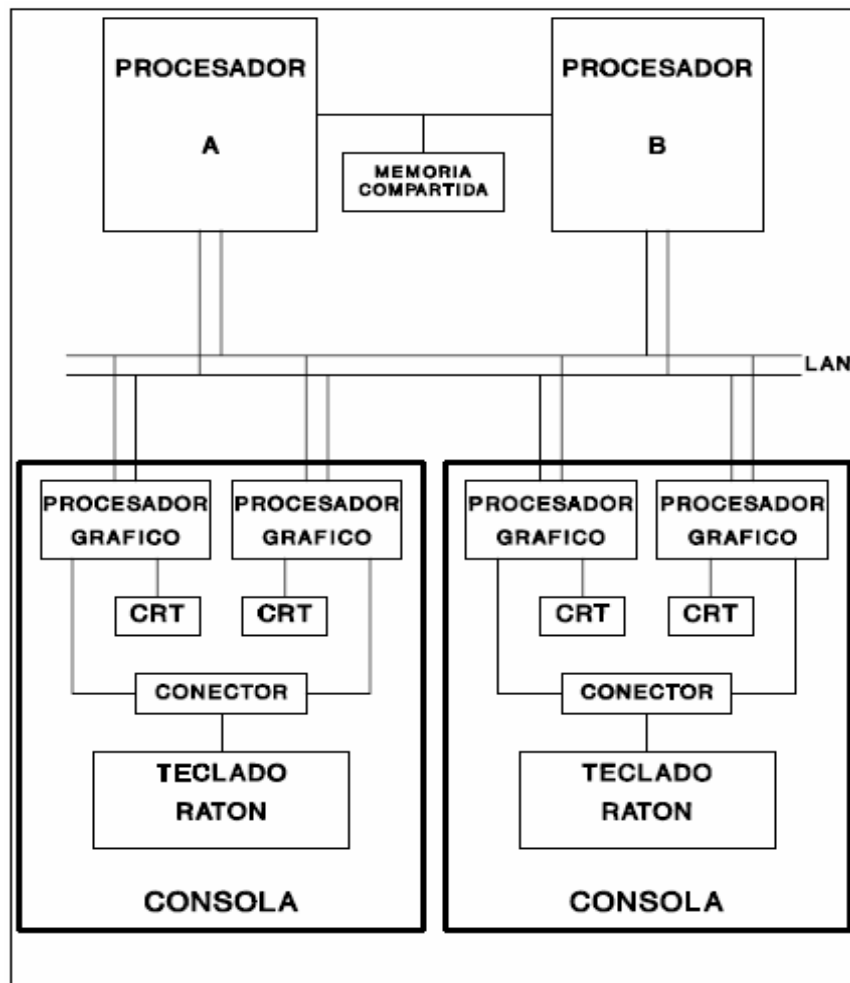 PROCESADOR
A
PROCESADOR
B
MEMORIA
COMPARTIDA
LAN
PROCESADOR
GRAFICO
PROCESADOR
GRAFICO
CRT
CRT
CONECTOR
TECLADO
RATON
CONSOLA
PROCESADOR
GRAFICO
PROCESADOR
GRAFICO
CRT
CRT
CONECTOR
TECLADO
RATON
CONSOLA